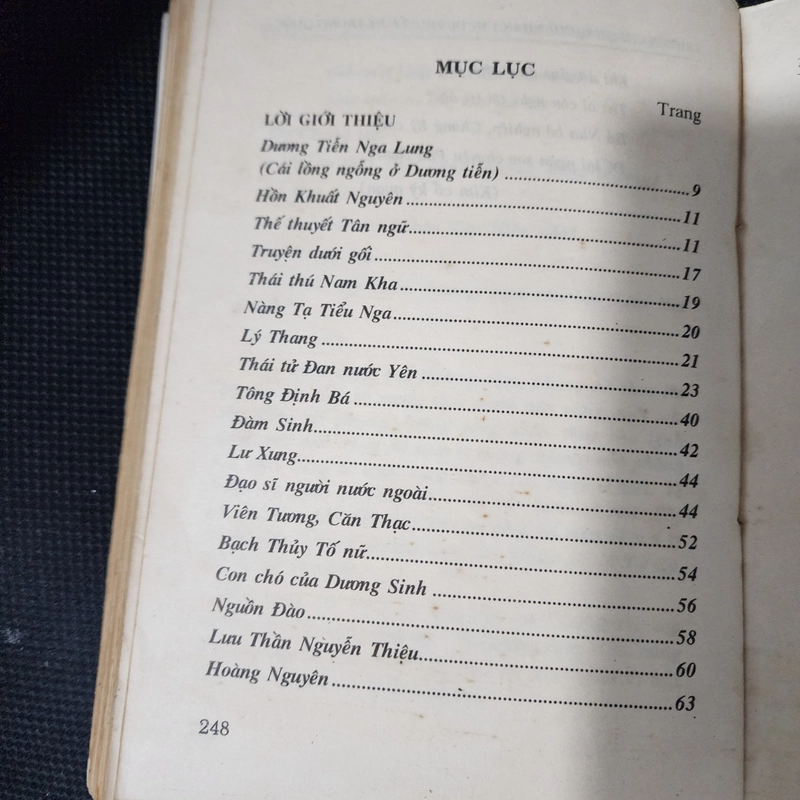 MỤC LỤC
Trang
LỜI GIỚI THIỆU
Dương Tiễn Nga Lung
(Cái lồng ngỗng ở Dương tiễn)..............................9
Hồn Khuất Nguyên..............................11
Thế thuyết Tân ngữ..............................11
Truyện dưới gối..............................17
Thái thú Nam Kha..............................19
Nàng Tạ Tiểu Nga..............................20
Lý Thang..............................21
Thái tử Đan nước Yên..............................23
Tông Định Bá..............................40
Đàm Sinh..............................42
Lư Xung..............................44
Đạo sĩ người nước ngoài..............................44
Viên Tương, Căn Thạc..............................52
Bạch Thủy Tố nữ..............................54
Con chó của Dương Sinh..............................56
Nguồn Đào..............................58
Lưu Thần Nguyễn Thiệu..............................60
Hoàng Nguyên..............................63
248